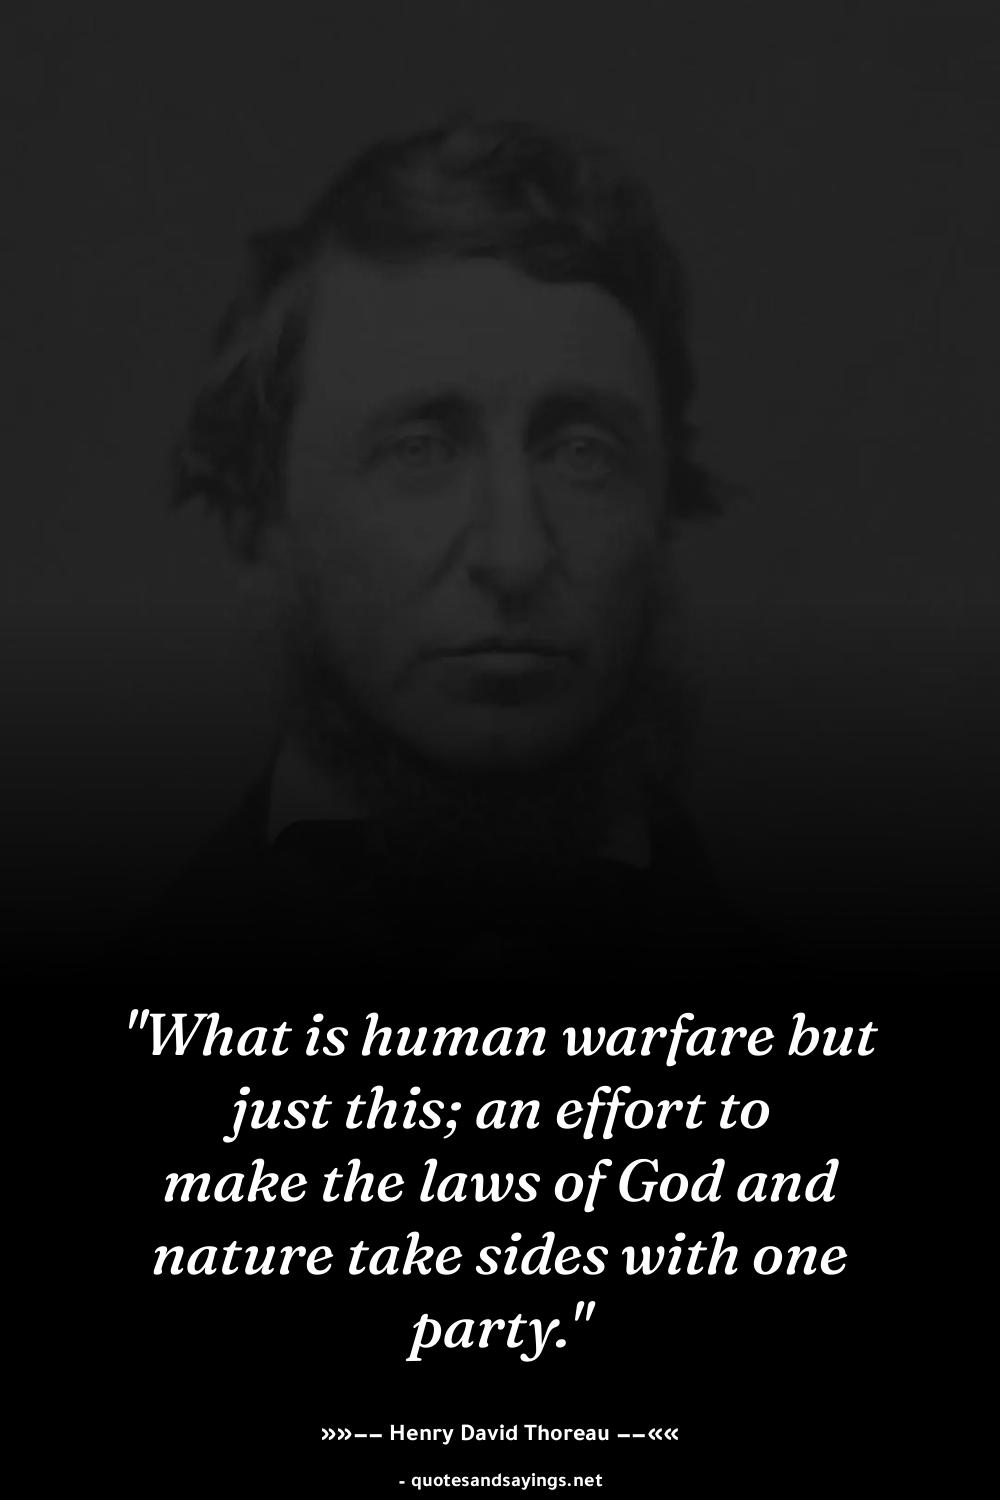 "What is human warfare but
just this; an effort to
make the laws of God and
nature take sides with one
party."
»»–– Henry David Thoreau ––««
- quotesandsayings.net